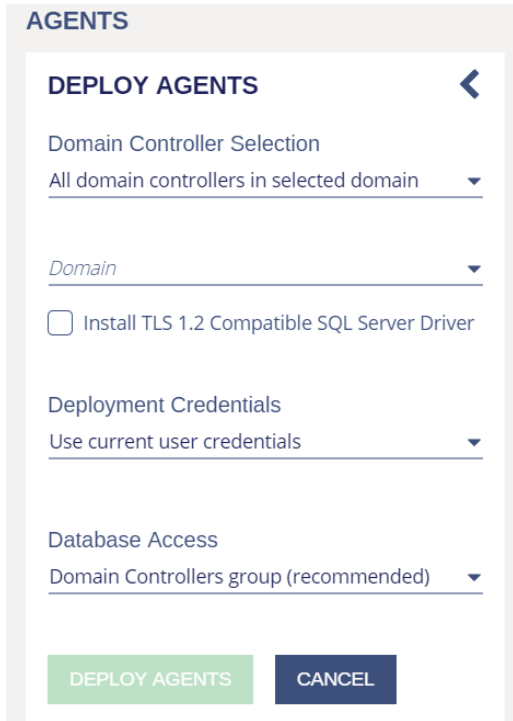 AGENTS
DEPLOY AGENTS
Domain Controller Selection
All domain controllers in selected domain
Domain
Install TLS 1.2 Compatible SQL Server Driver
Deployment Credentials
Use current user credentials
Database Access
Domain Controllers group (recommended)
DEPLOY AGENTS CANCEL